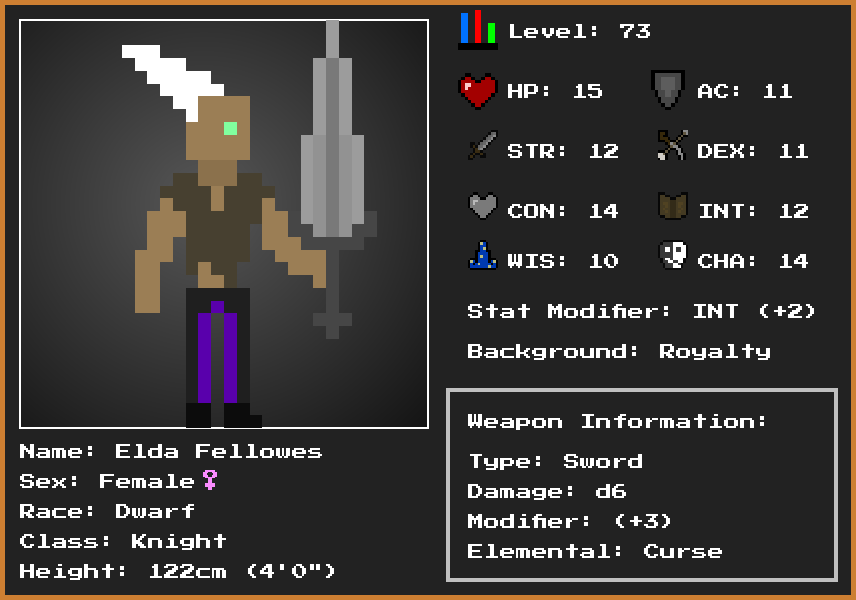 Level: 73
HP: 15
AC: 11
STR: 12
DEX: 11
CON: 14
INT: 12
WIS: 10
CHA: 14
Stat Modifier: INT (+2)
Background: Royalty
Weapon Information:
Type: Sword
Damage: d6
Modifier: (+3)
Elemental: Curse
Name: Elda Fellowes
Sex: Female♀
Race: Dwarf
Class: Knight
Height: 122cm (4'0")